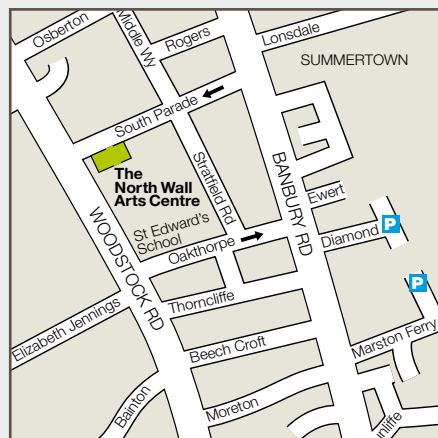 Osberton
Middle Wy
Rogers
Lonsdale
SUMMERTOWN
South Parade
The
North Wall
Arts Centre
Stratfield Rd
BANBURY RD
St Edward's
School
Ewert
WOODSTOCK RD
Oakthorpe
Diamond
P
P
Elizabeth Jennings
Thorncliffe
Beech Croft
Marston Ferry
Bainton
Moreton